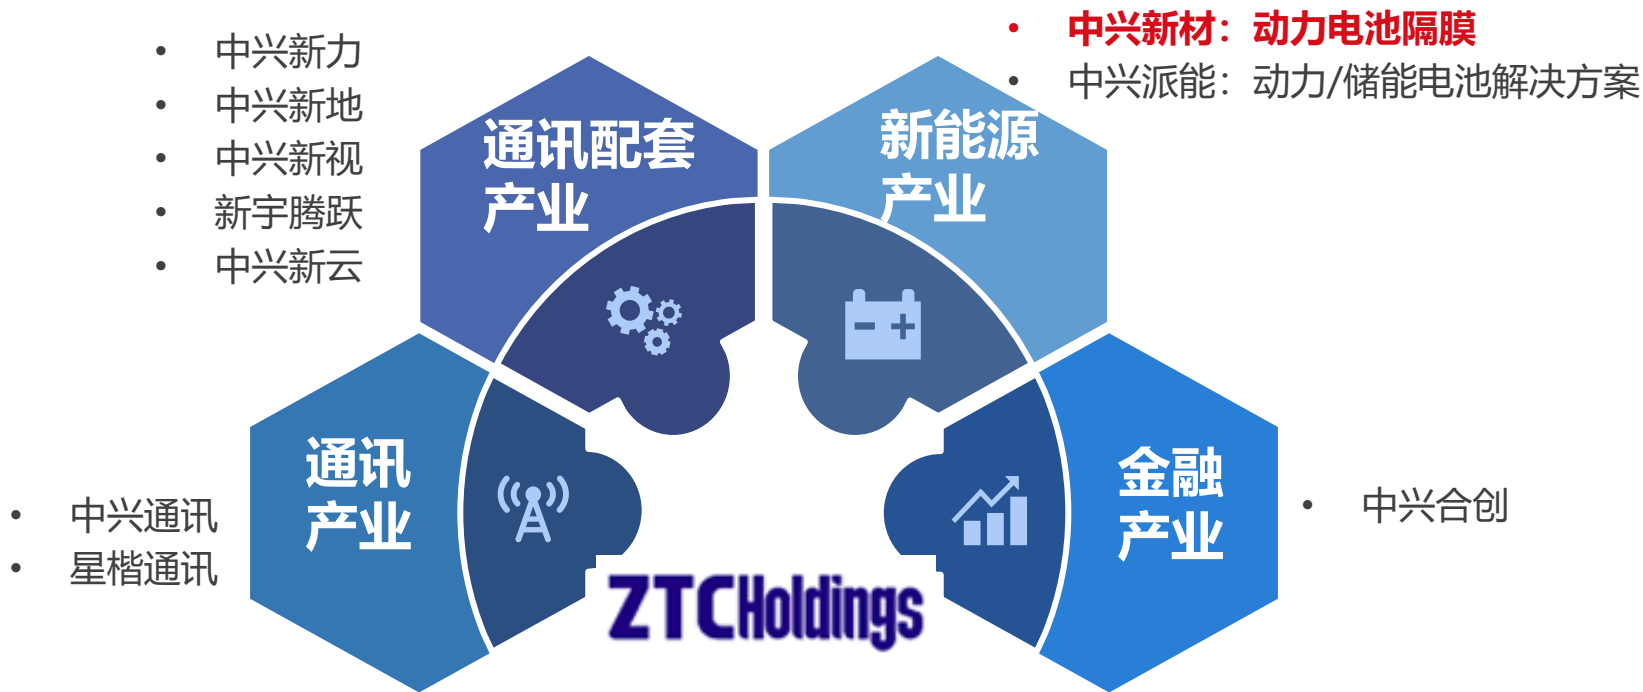 • 中兴新力
• 中兴新地
• 中兴新视
• 新宇腾跃
• 中兴新云
通讯配套
产业
• 中兴新材：动力电池隔膜
• 中兴派能：动力/储能电池解决方案
新能源
产业
通讯
产业
• 中兴通讯
• 星楷通讯
金融
产业
• 中兴合创
ZTCHoldings